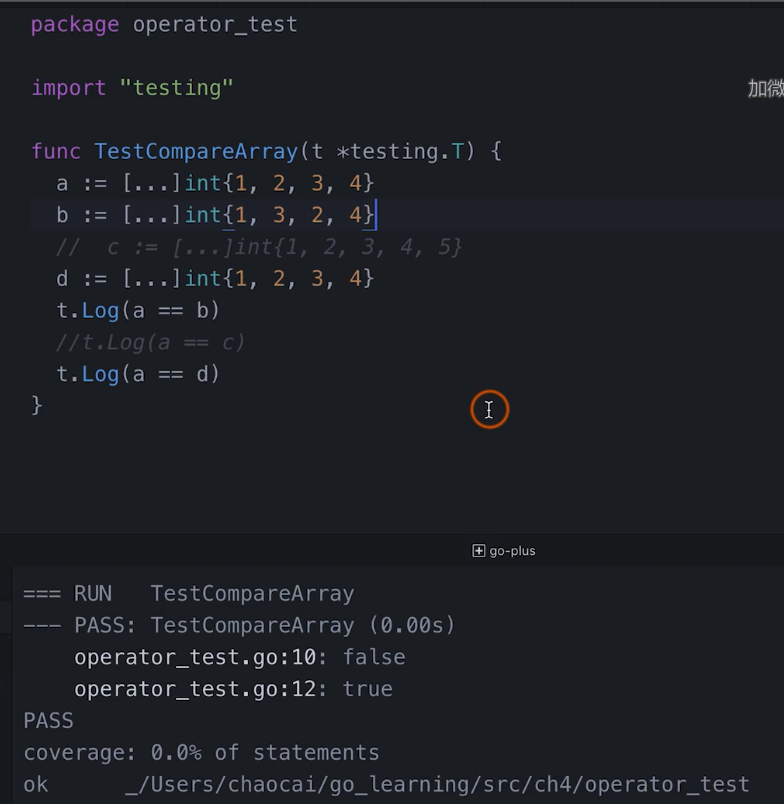 package operator_test
import "testing"
加微
func TestCompareArray(t *testing.T) {
a := [...]int{1, 2, 3, 4}
b := [...]int{1, 3, 2, 4}
//  c := [...]int{1, 2, 3, 4, 5}
d := [...]int{1, 2, 3, 4}
t.Log(a == b)
//t.Log(a == c)
t.Log(a == d)
}
go-plus
=== RUN   TestCompareArray
--- PASS: TestCompareArray (0.00s)
operator_test.go:10: false
operator_test.go:12: true
PASS
coverage: 0.0% of statements
ok      _/Users/chaocai/go_learning/src/ch4/operator_test